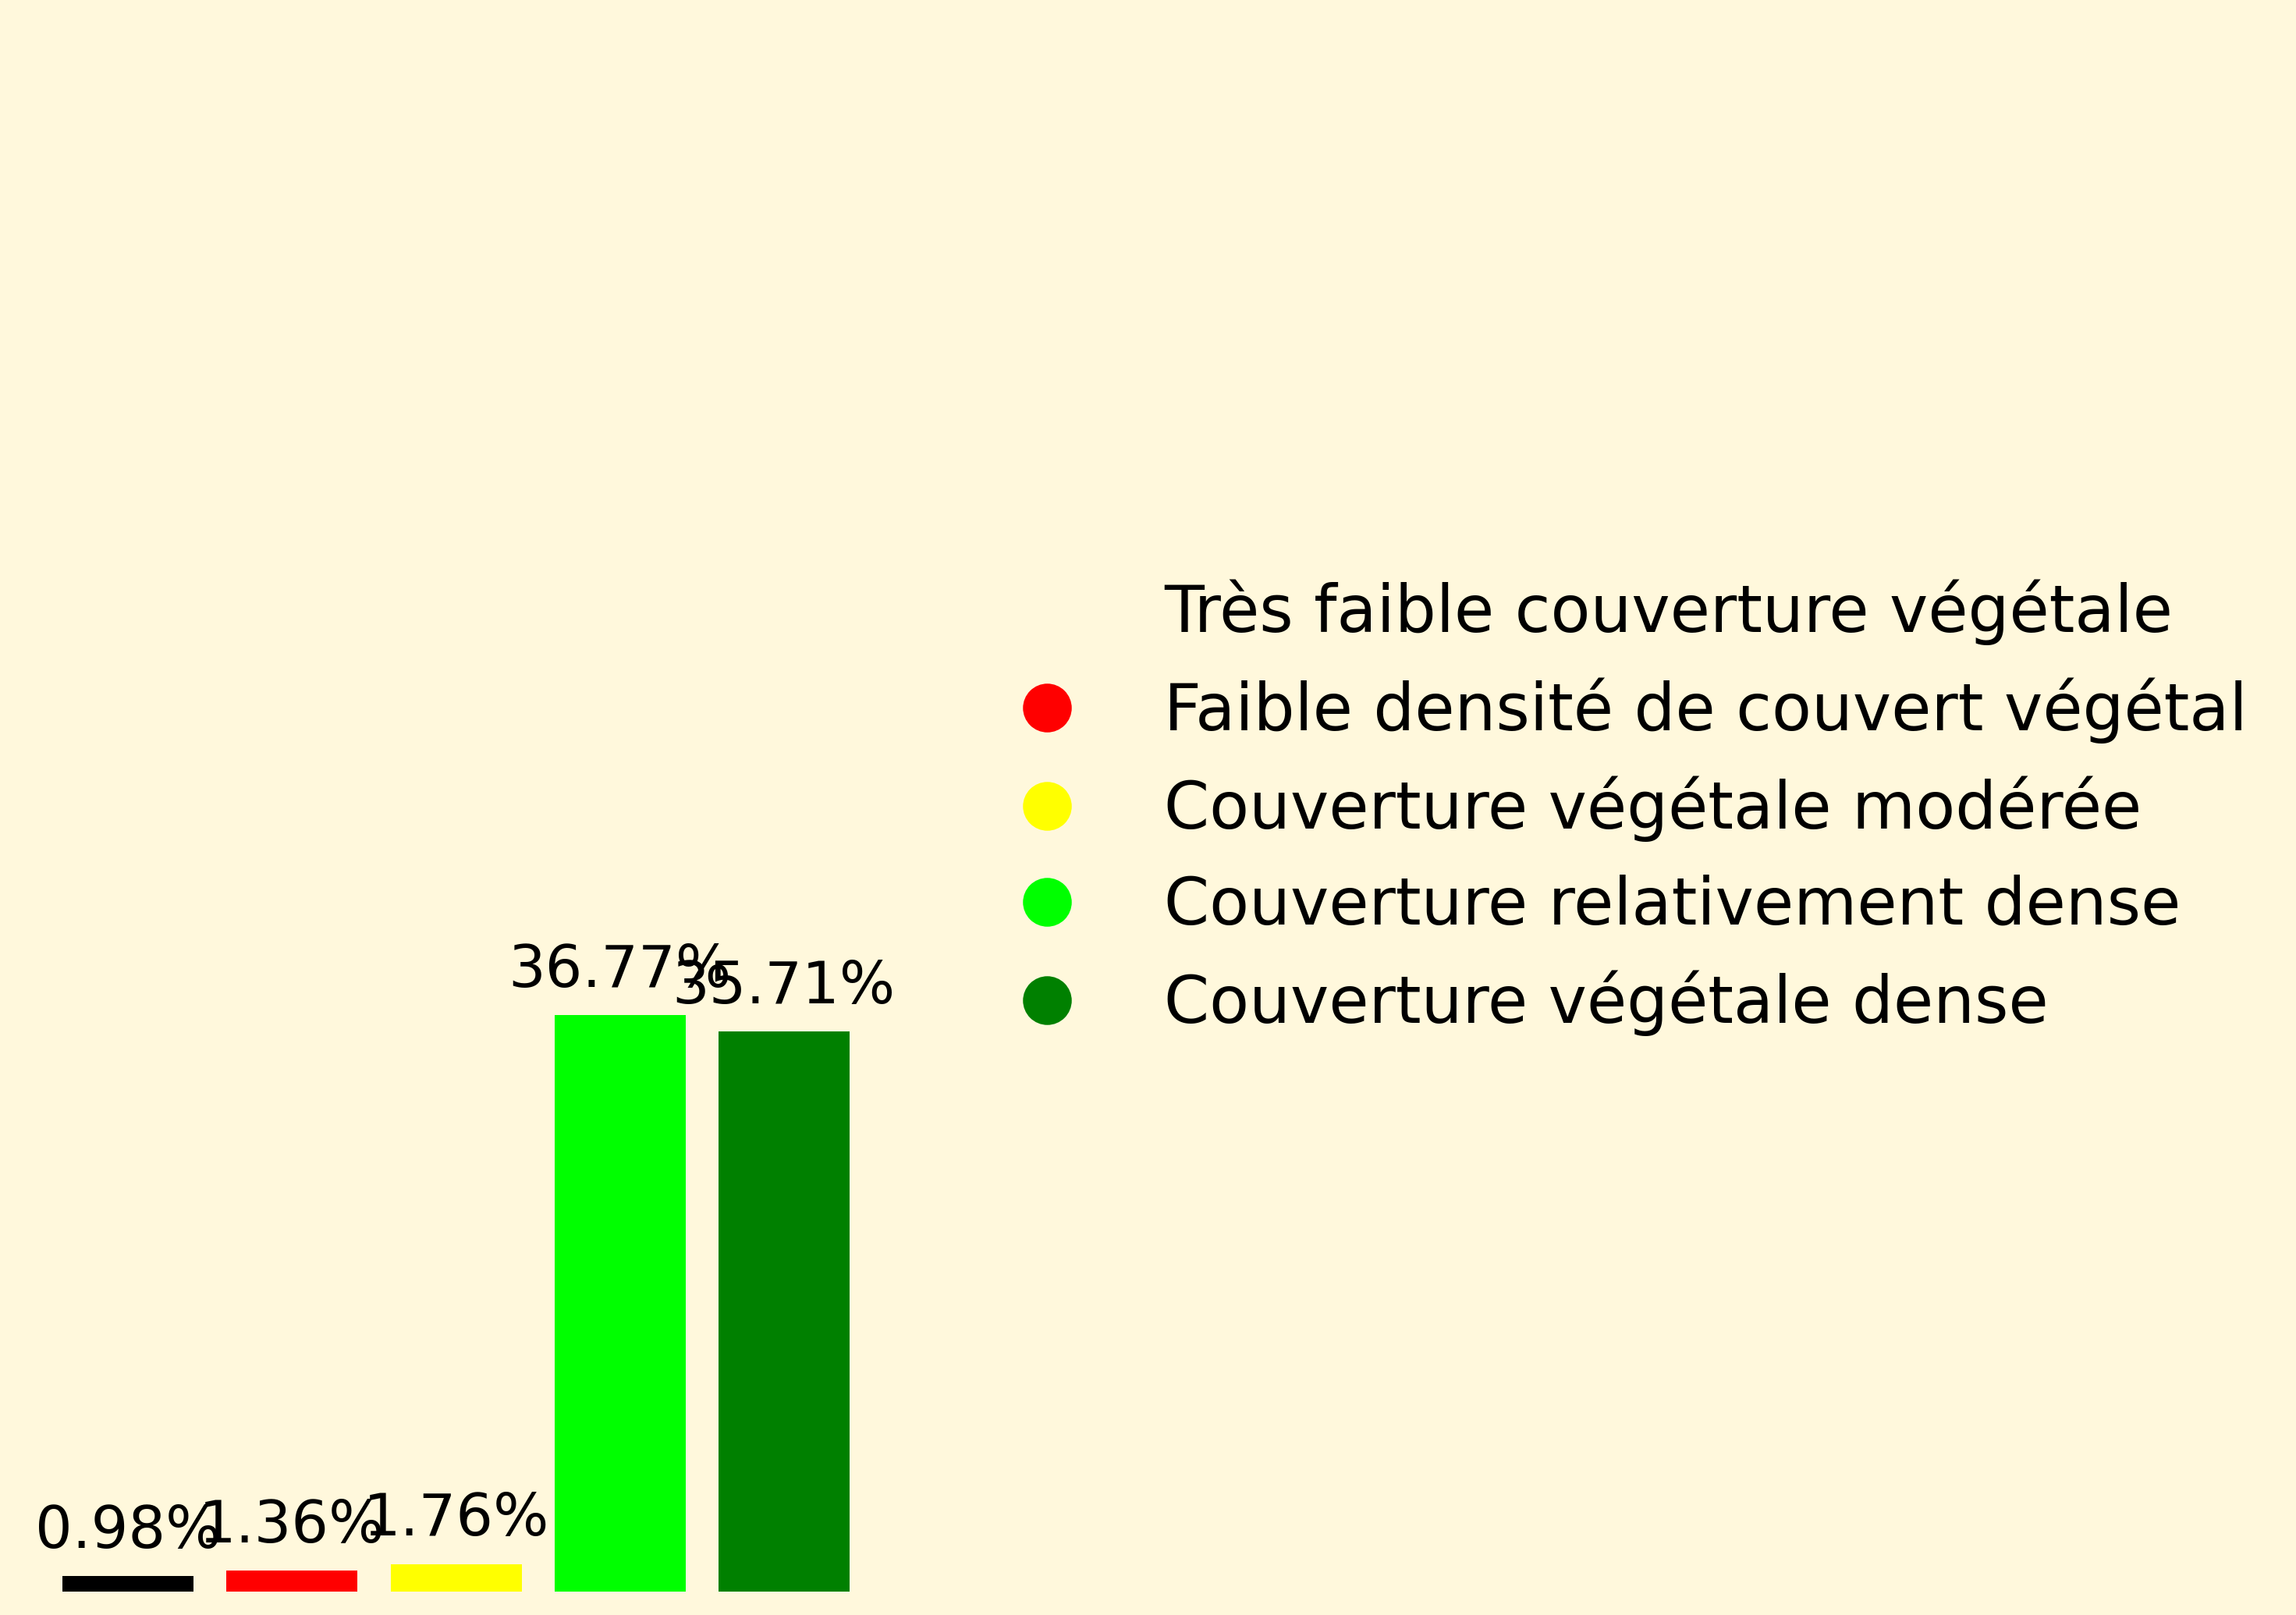 Très faible couverture végétale
Faible densité de couvert végétal
Couverture végétale modérée
Couverture relativement dense
Couverture végétale dense
36.77%
35.71%
0.98%
1.36%
1.76%